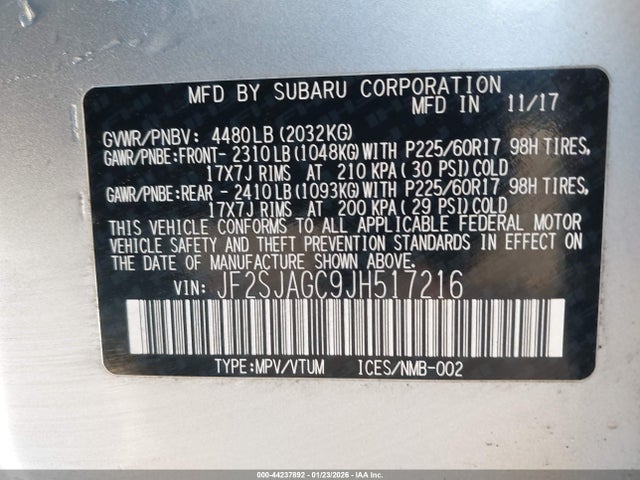 MFD BY SUBARU CORPORATION
MFD IN 11/17
GVWR/PNBV: 4480LB(2032KG)
GAWR/PNBE:FRONT-2310LB(1048KG)WITH P225/60R17 98H TIRES,
17X7J RIMS AT 210 KPA(30 PSI)COLD
GAWR/PNBE:REAR -2410LB(1093KG)WITH P225/60R17 98H TIRES,
17X7J RIMS AT 200 KPA(29 PSI)COLD
THIS VEHICLE CONFORMS TO ALL APPLICABLE FEDERAL MOTOR
VEHICLE SAFETY AND THEFT PREVENTION STANDARDS IN EFFECT ON
THE DATE OF MANUFACTURE SHOWN ABOVE.
VIN: JF2SJAGC9JH517216
TYPE:MPV/VTUM ICES/NMB-002
000-44237892 - 01/23/2026 - IAA Inc.